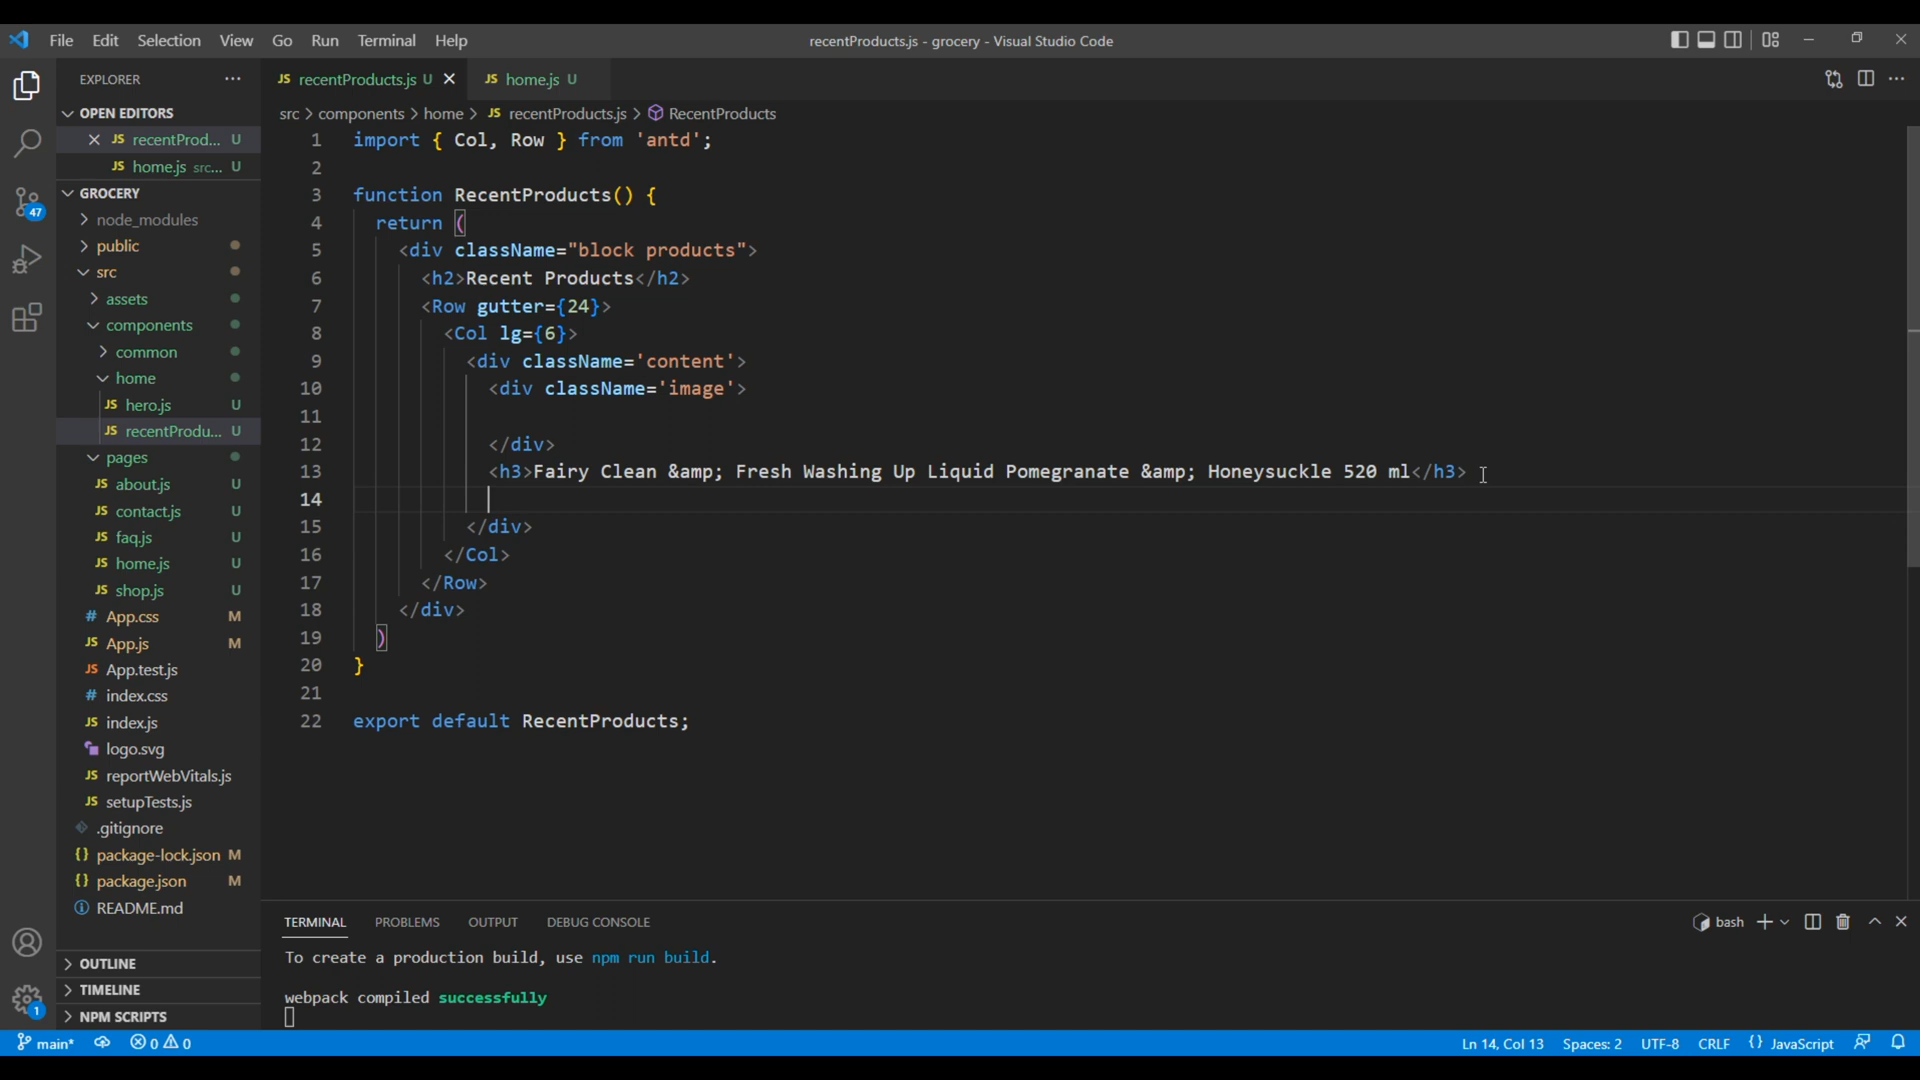 File Edit Selection View Go Run Terminal Help
recentProducts.js - grocery - Visual Studio Code
EXPLORER
OPEN EDITORS
JS recentProd... U
JS home.js src... U
GROCERY
node_modules
public
src
assets
components
common
home
JS hero.js U
JS recentProdu... U
pages
JS about.js U
JS contact.js U
JS faq.js U
JS home.js U
JS shop.js U
# App.css M
JS App.js M
JS App.test.js
# index.css
JS index.js
logo.svg
JS reportWebVitals.js
JS setupTests.js
.gitignore
{} package-lock.json M
{} package.json M
README.md
OUTLINE
TIMELINE
NPM SCRIPTS
47
1
JS recentProducts.js U
JS home.js U
src > components > home > JS recentProducts.js > RecentProducts
1 import { Col, Row } from 'antd';
2
3 function RecentProducts() {
4 return (
5 <div className="block products">
6 <h2>Recent Products</h2>
7 <Row gutter={24}>
8 <Col lg={6}>
9 <div className='content'>
10 <div className='image'>
11
12 </div>
13 <h3>Fairy Clean &amp; Fresh Washing Up Liquid Pomegranate &amp; Honeysuckle 520 ml</h3>
14
15 </div>
16 </Col>
17 </Row>
18 </div>
19 )
20 }
21
22 export default RecentProducts;
TERMINAL PROBLEMS OUTPUT DEBUG CONSOLE
bash
To create a production build, use npm run build.
webpack compiled successfully
main* 0 0
Ln 14, Col 13 Spaces: 2 UTF-8 CRLF {} JavaScript